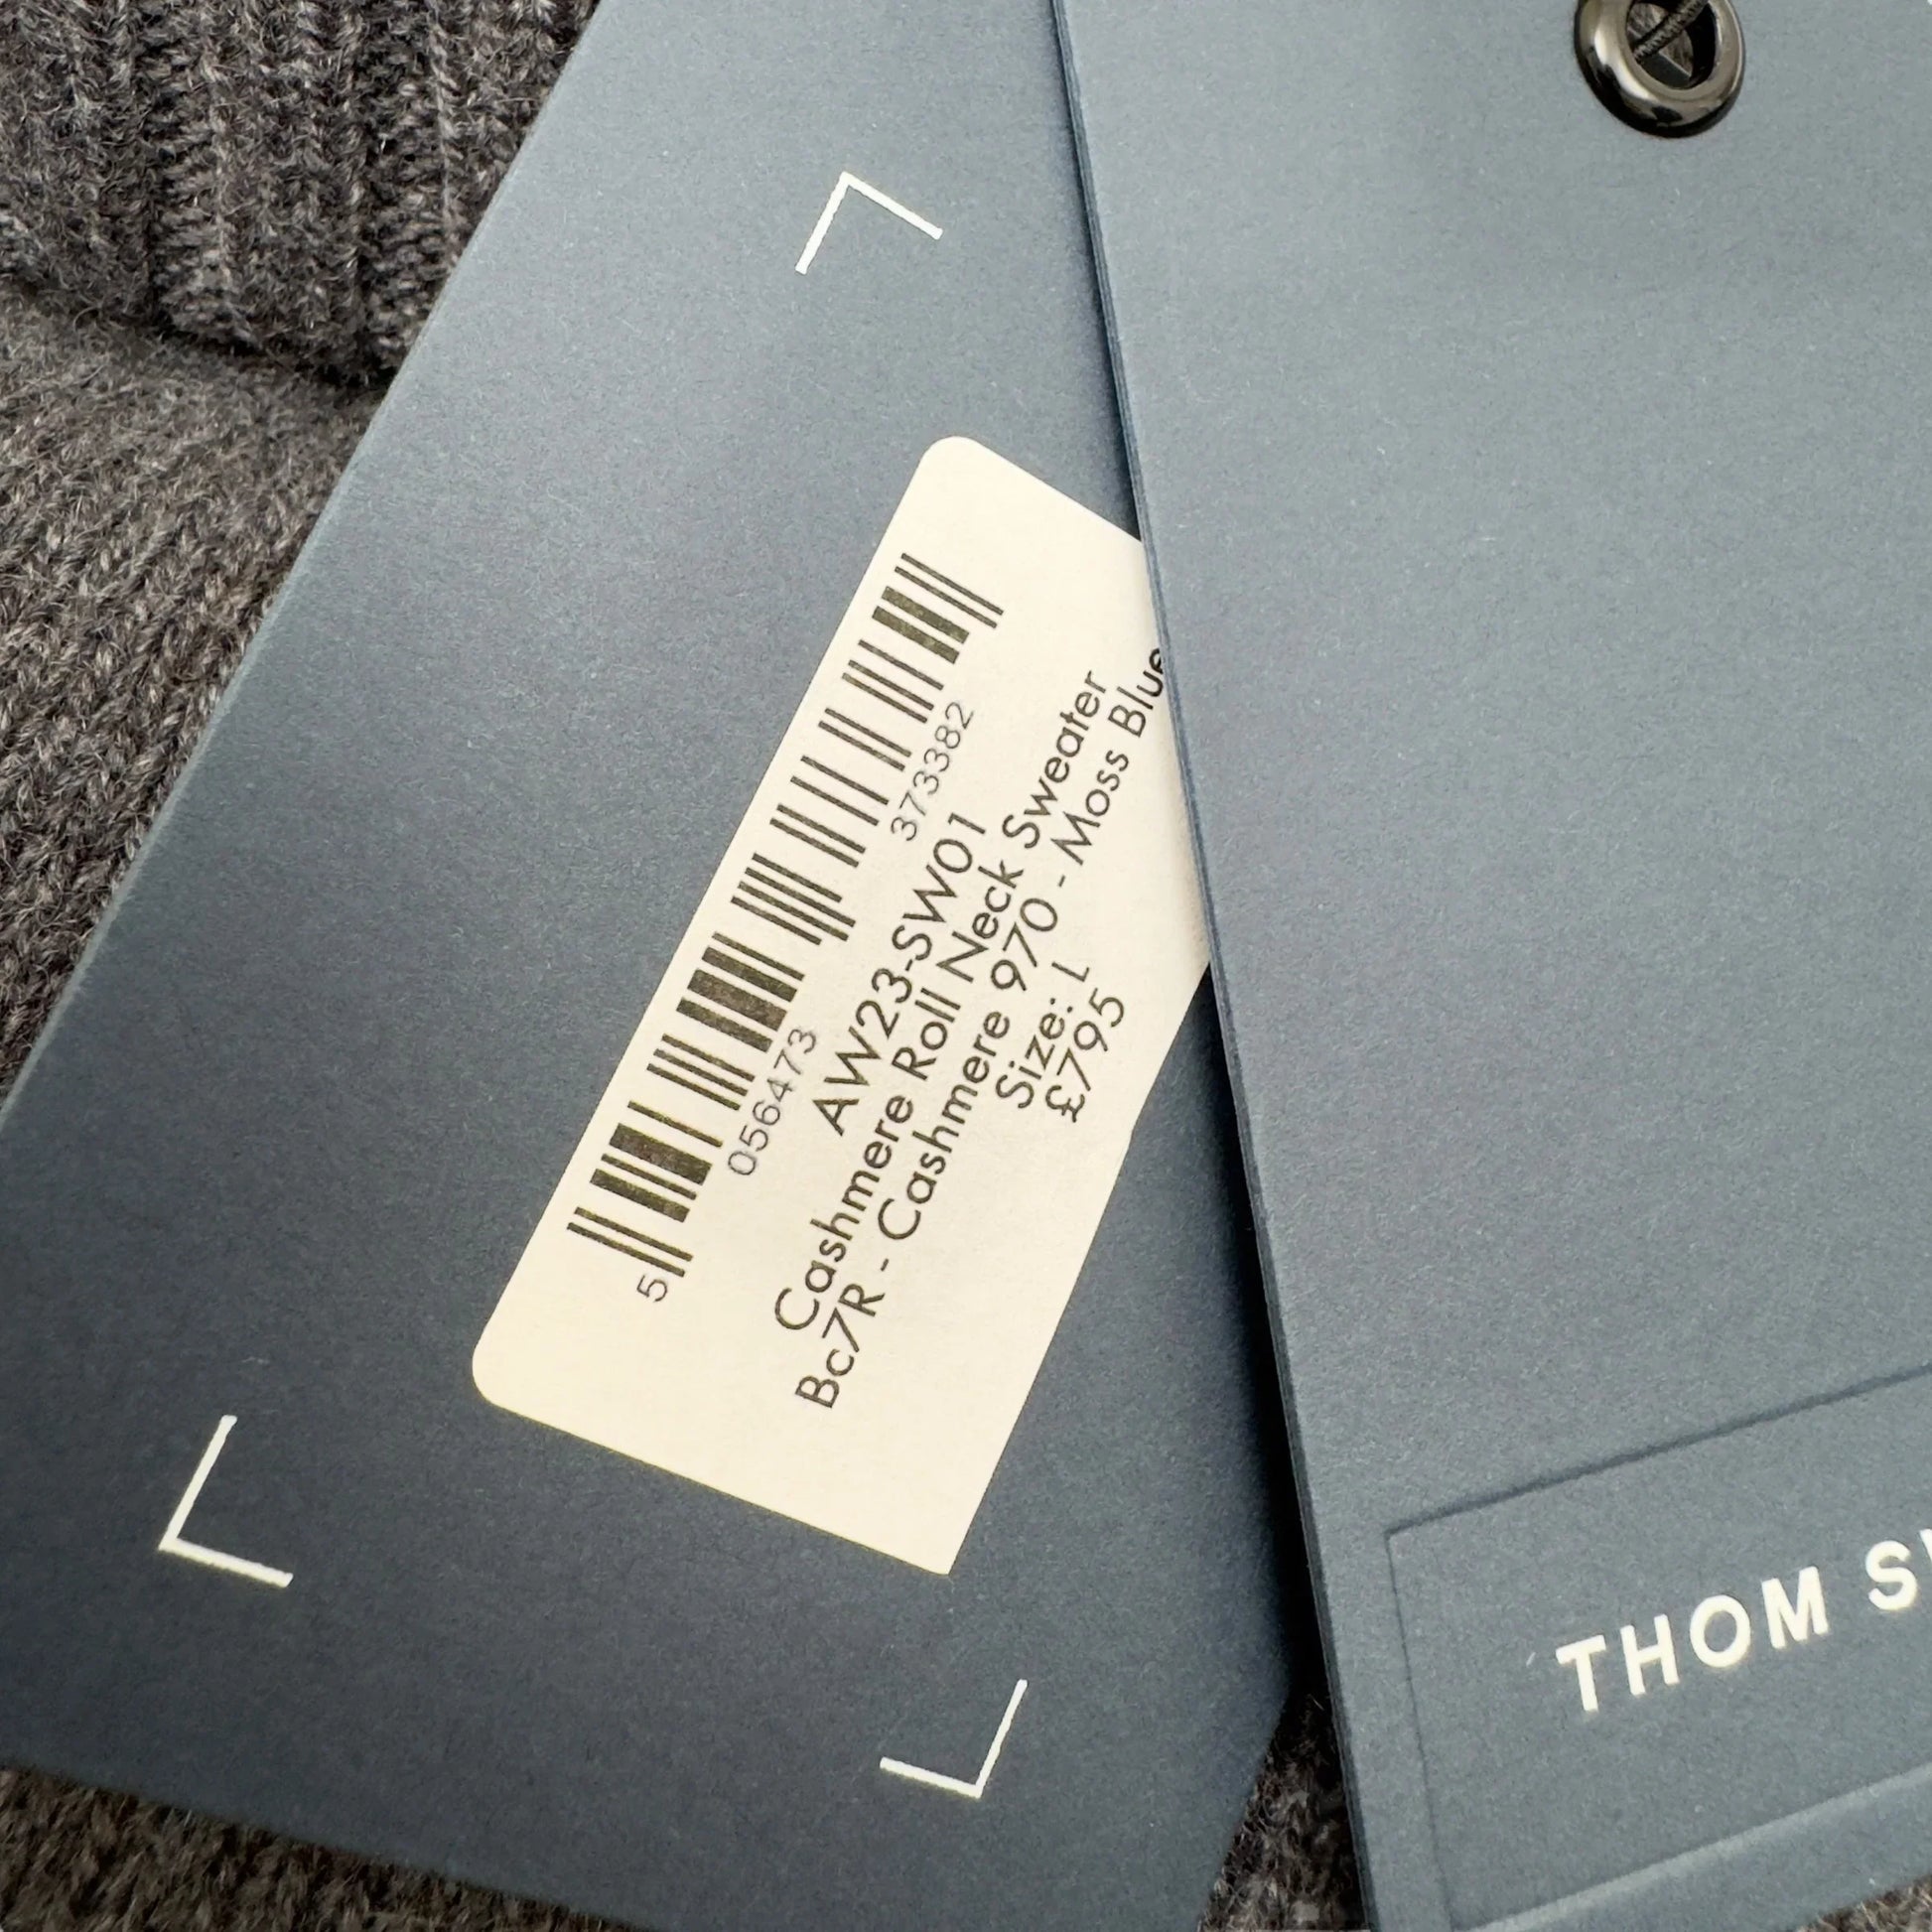 5 056473 373382
AW23-SW01
Cashmere Roll Neck Sweater
Bc7R - Cashmere 970 - Moss Blue
Size: L
£795
THOM